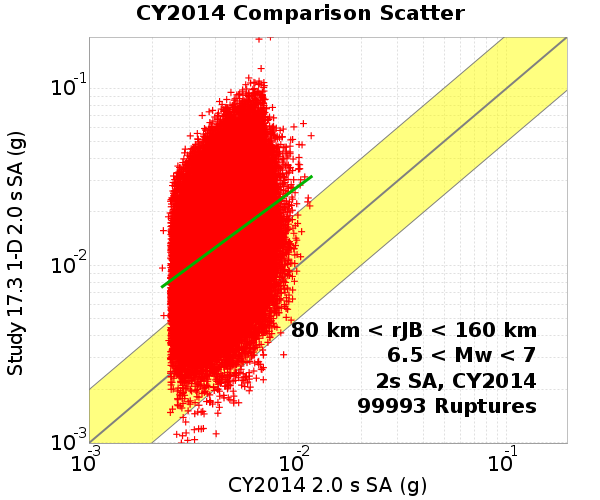 CY2014 Comparison Scatter
Study 17.3 1-D 2.0 s SA (g)
10-1
10-2
10-3
80 km < rJB < 160 km
6.5 < Mw < 7
2s SA, CY2014
99993 Ruptures
10-3 10-2 10-1
CY2014 2.0 s SA (g)